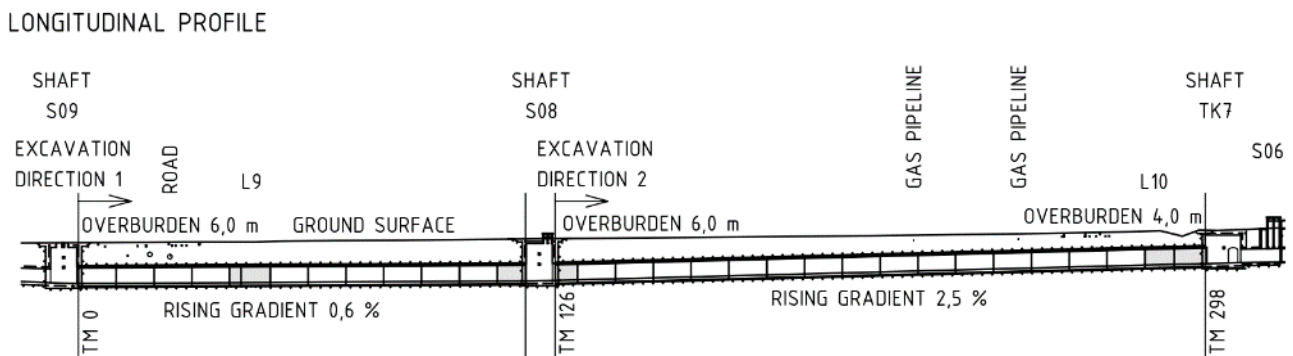 LONGITUDINAL PROFILE
SHAFT
S09
SHAFT
S08
GAS PIPELINE
GAS PIPELINE
SHAFT
TK7
S06
EXCAVATION
DIRECTION 1
ROAD
L9
EXCAVATION
DIRECTION 2
L10
OVERBURDEN 6,0 m
GROUND SURFACE
OVERBURDEN 6,0 m
OVERBURDEN 4,0 m
RISING GRADIENT 0,6 %
RISING GRADIENT 2,5 %
TM 0
TM 126
TM 298